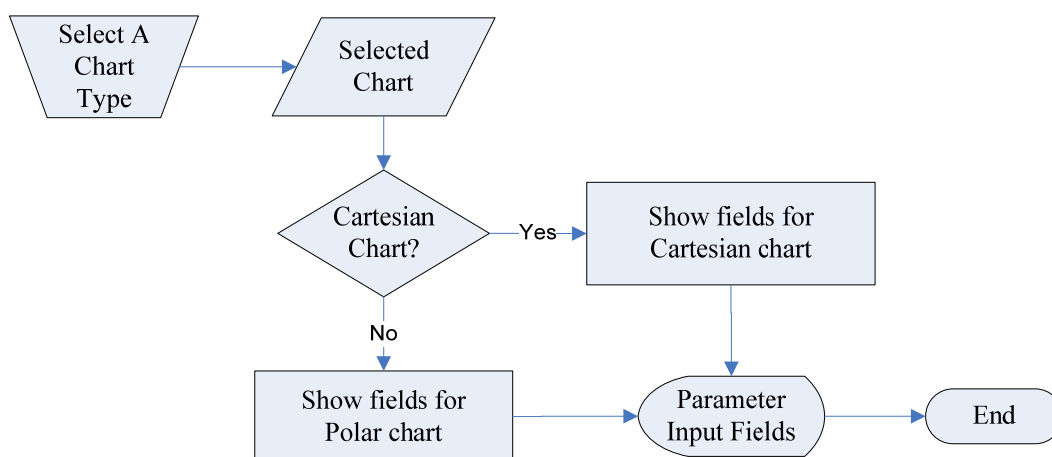 Select A
Chart
Type
Selected
Chart
Cartesian
Chart?
Yes
Show fields for
Cartesian chart
No
Show fields for
Polar chart
Parameter
Input Fields
End